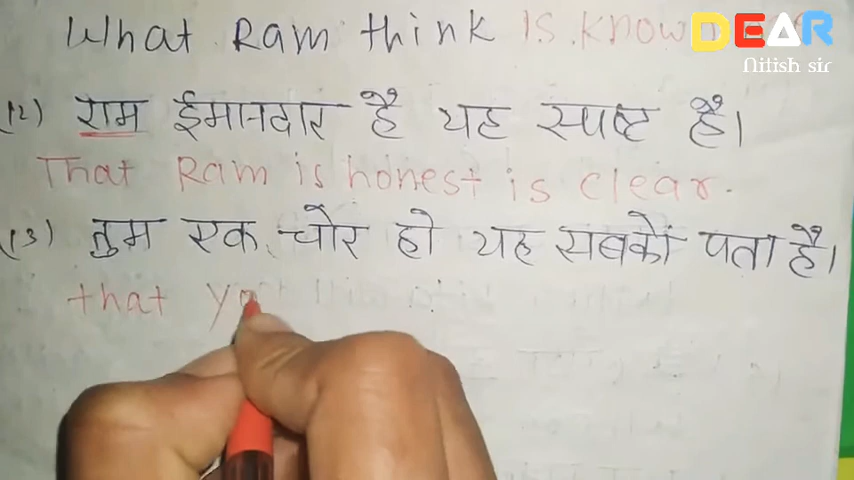 What Ram think is known
DEAR
Nitish sir
(12) राम ईमानदार है यह स्पष्ट है।
That Ram is honest is clear.
(13) तुम एक चोर हो यह सबकों पता है।
that yo